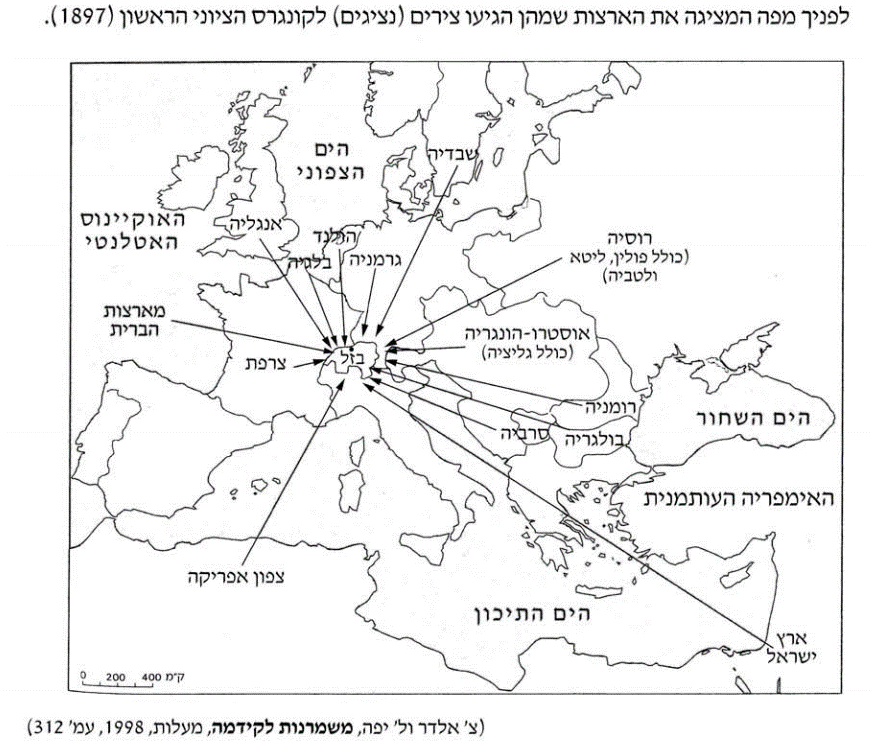 לפניך מפה המציגה את הארצות שמהן הגיעו צירים (נציגים) לקונגרס הציוני הראשון (1897).
שבדיה
הים
הצפוני
האוקיינוס
האטלנטי
אנגליה
הולנד
בלגיה
גרמניה
רוסיה
(כולל פולין, ליטא
ולטביה)
מארצות
הברית
אוסטרו-הונגריה
(כולל גליציה)
בזל
צרפת
רומניה
הים השחור
סרביה
בולגריה
האימפריה העותמנית
צפון אפריקה
הים התיכון
ארץ
ישראל
0 200 400 ק"מ
(צ' אלדר ול' יפה, משמרנות לקידמה, מעלות, 1998, עמ' 312)